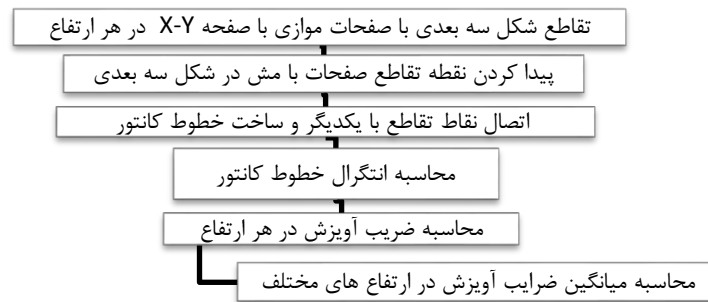 تقاطع شکل سه بعدی با صفحات موازی با صفحه X-Y در هر ارتفاع
پیدا کردن نقطه تقاطع صفحات با مش در شکل سه بعدی
اتصال نقاط تقاطع با یکدیگر و ساخت خطوط کانتور
محاسبه انتگرال خطوط کانتور
محاسبه ضریب آویزش در هر ارتفاع
محاسبه میانگین ضرایب آویزش در ارتفاع های مختلف